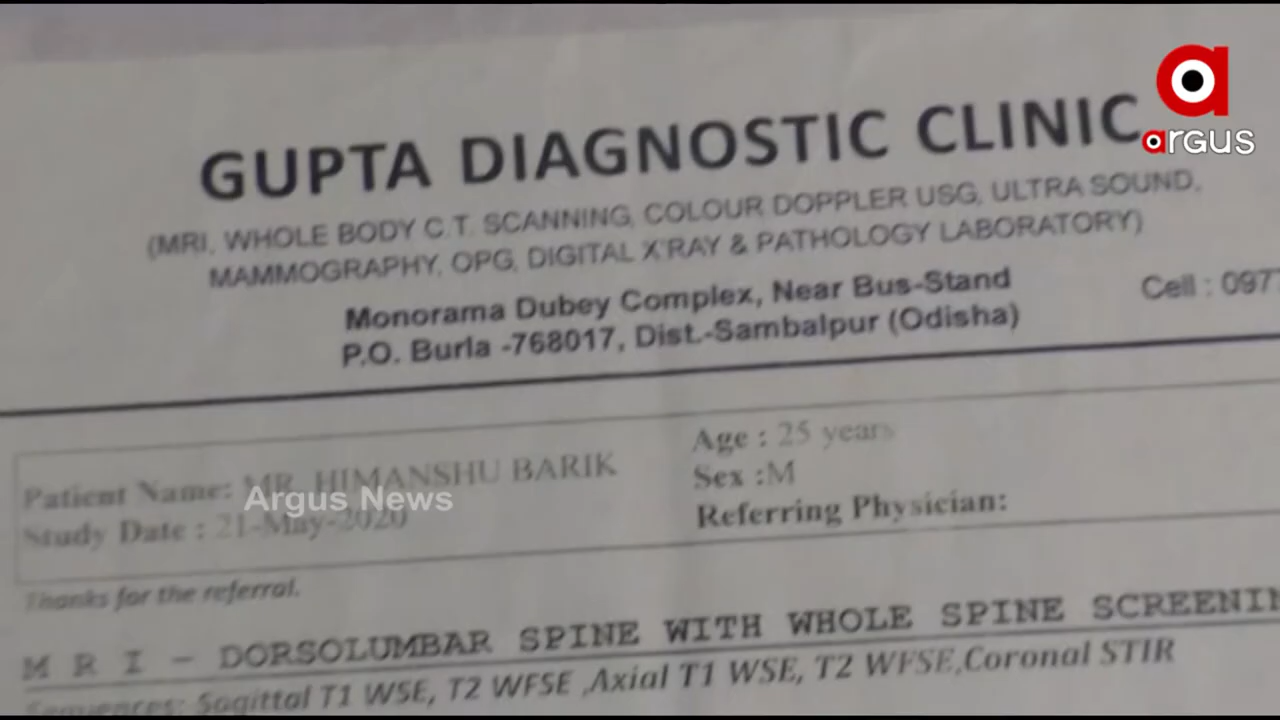 GUPTA DIAGNOSTIC CLINIC
argus
(MRI, WHOLE BODY C.T. SCANNING, COLOUR DOPPLER USG, ULTRA SOUND,
MAMMOGRAPHY, OPG, DIGITAL X'RAY & PATHOLOGY LABORATORY)
Monorama Dubey Complex, Near Bus-Stand
P.O. Burla -768017, Dist.-Sambalpur (Odisha)
Cell : 097
Patient Name: MR. HIMANSHU BARIK
Age : 25 years
Sex :M
Argus News
Study Date : 21-May-2020
Referring Physician:
Thanks for the referral.
M R I – DORSOLUMBAR SPINE WITH WHOLE SPINE SCREENIN
Sequences: Sagittal T1 WSE, T2 WFSE ,Axial T1 WSE, T2 WFSE,Coronal STIR